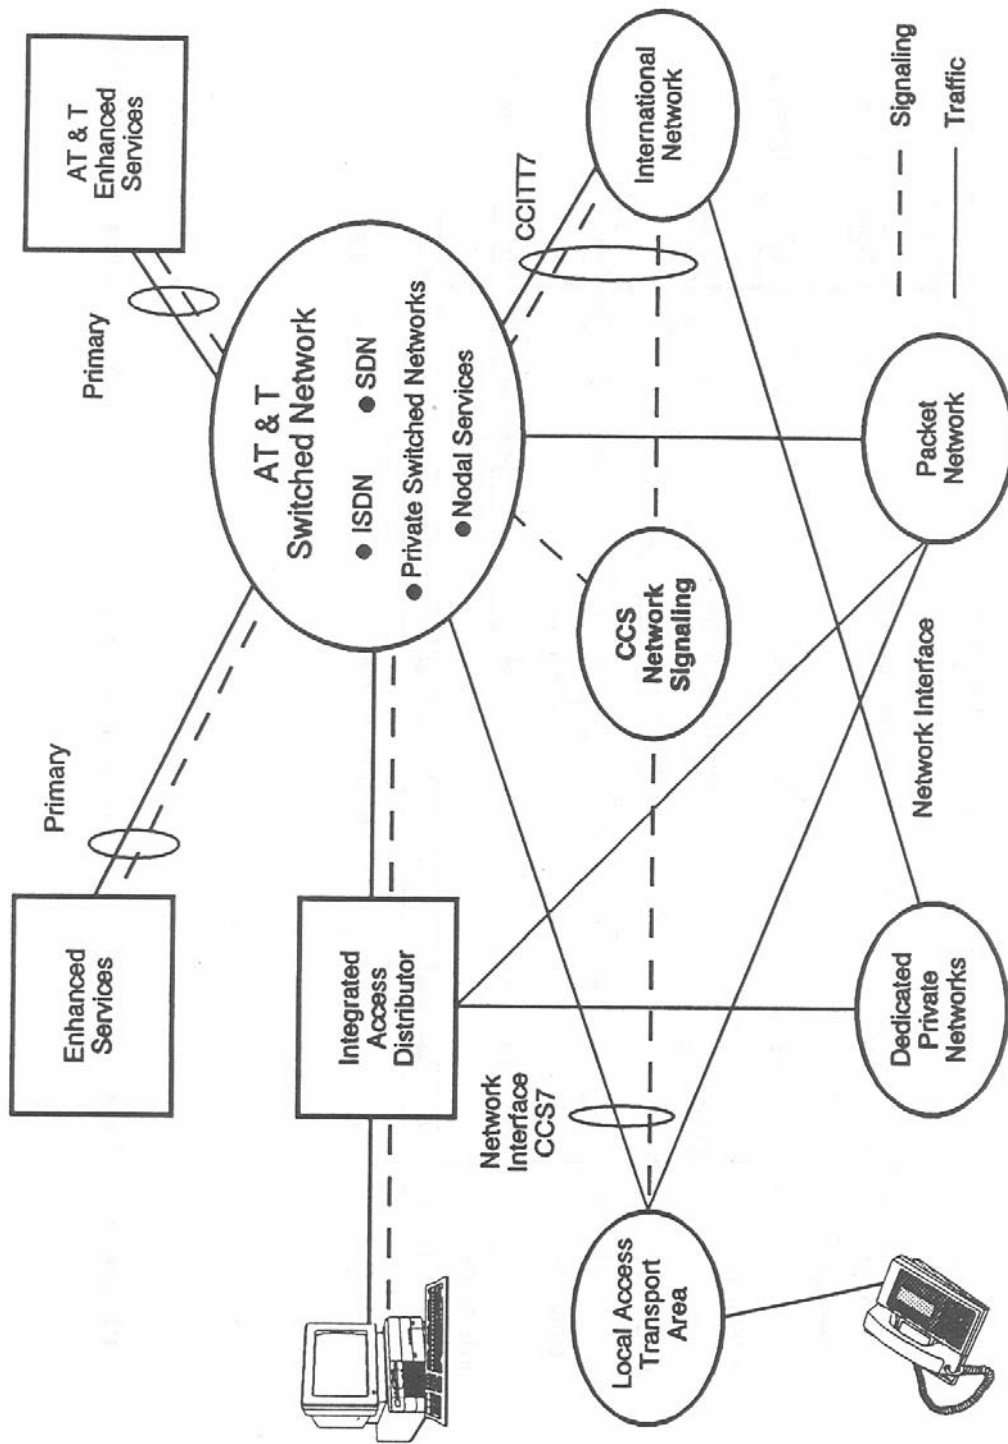 Enhanced
Services
Primary
Primary
AT & T
Enhanced
Services
AT & T
Switched Network
● ISDN
● SDN
● Private Switched Networks
● Nodal Services
Integrated
Access
Distributor
Network
Interface
CCS7
CCITT7
Local Access
Transport
Area
CCS
Network
Signaling
International
Network
Dedicated
Private
Networks
Network Interface
Packet
Network
Signaling
Traffic